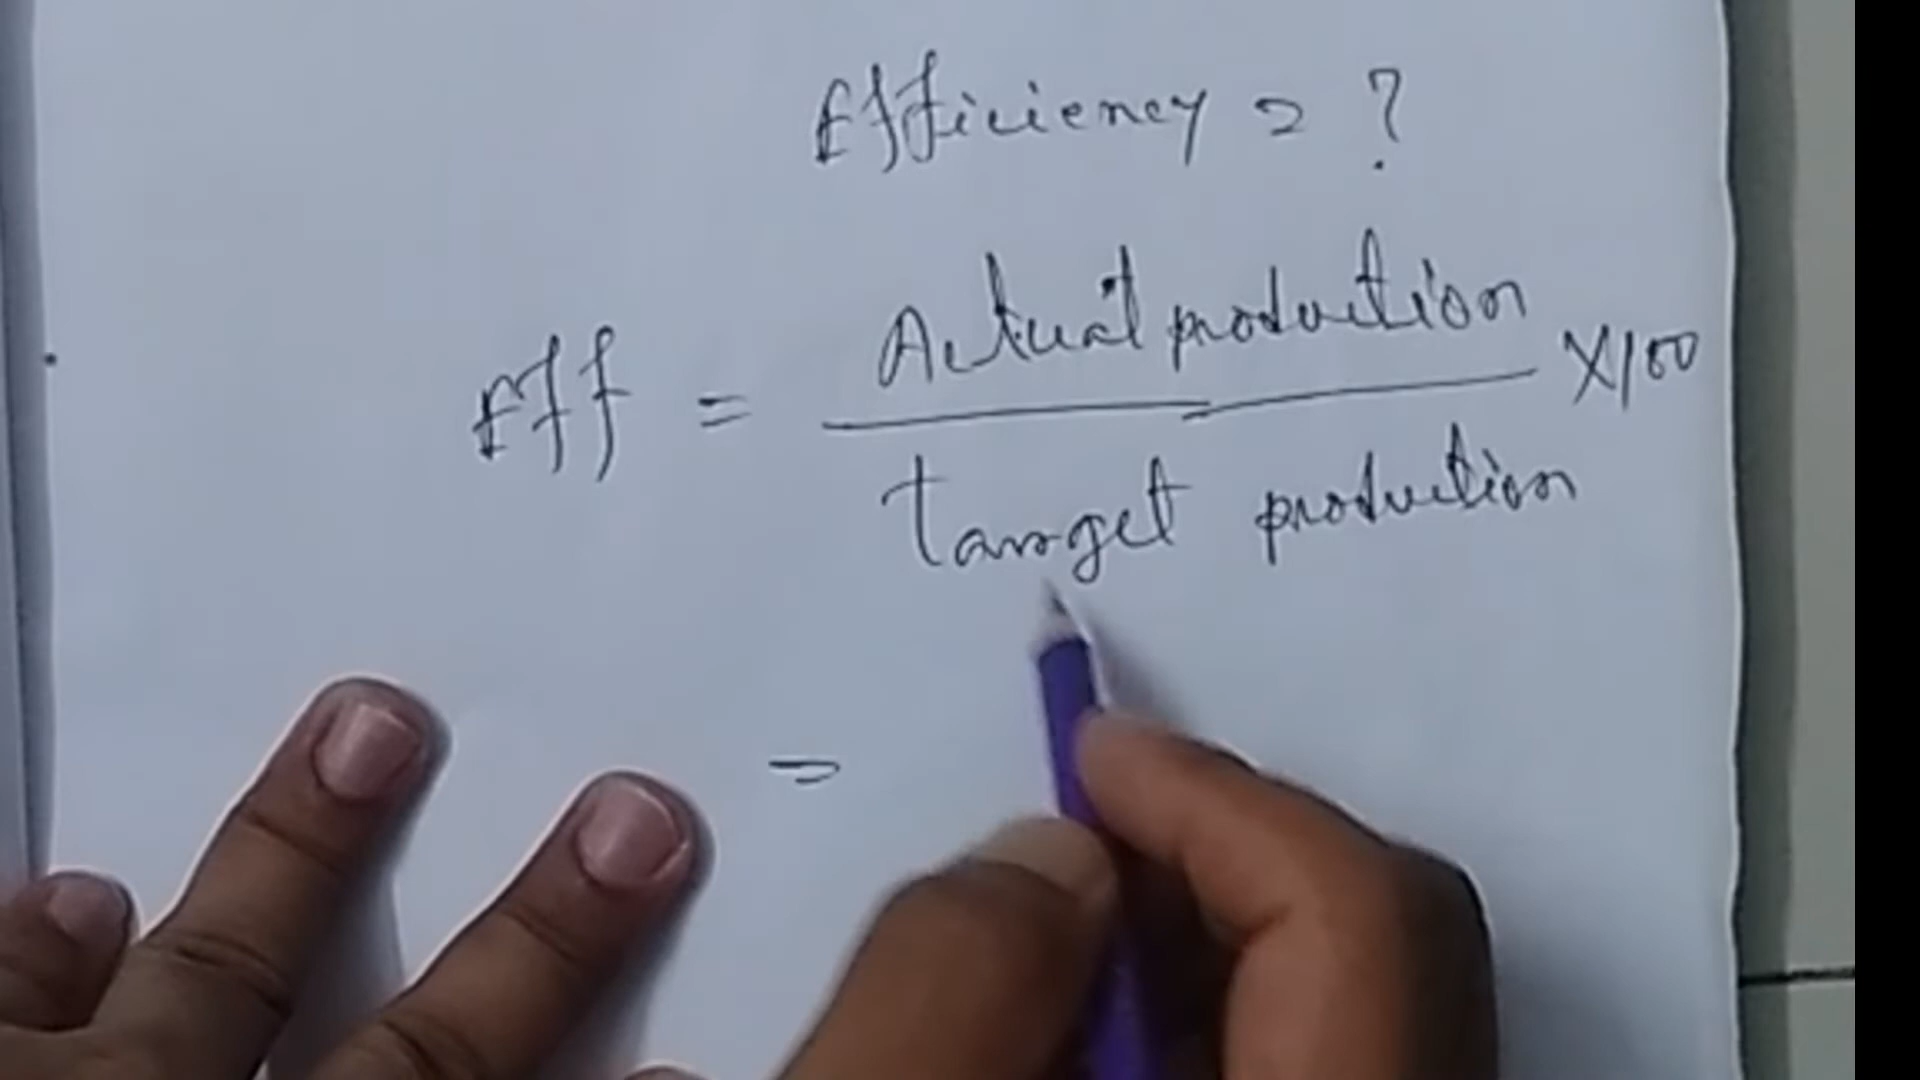 Efficiency = ?
Eff = Actual production / Target production X100
=